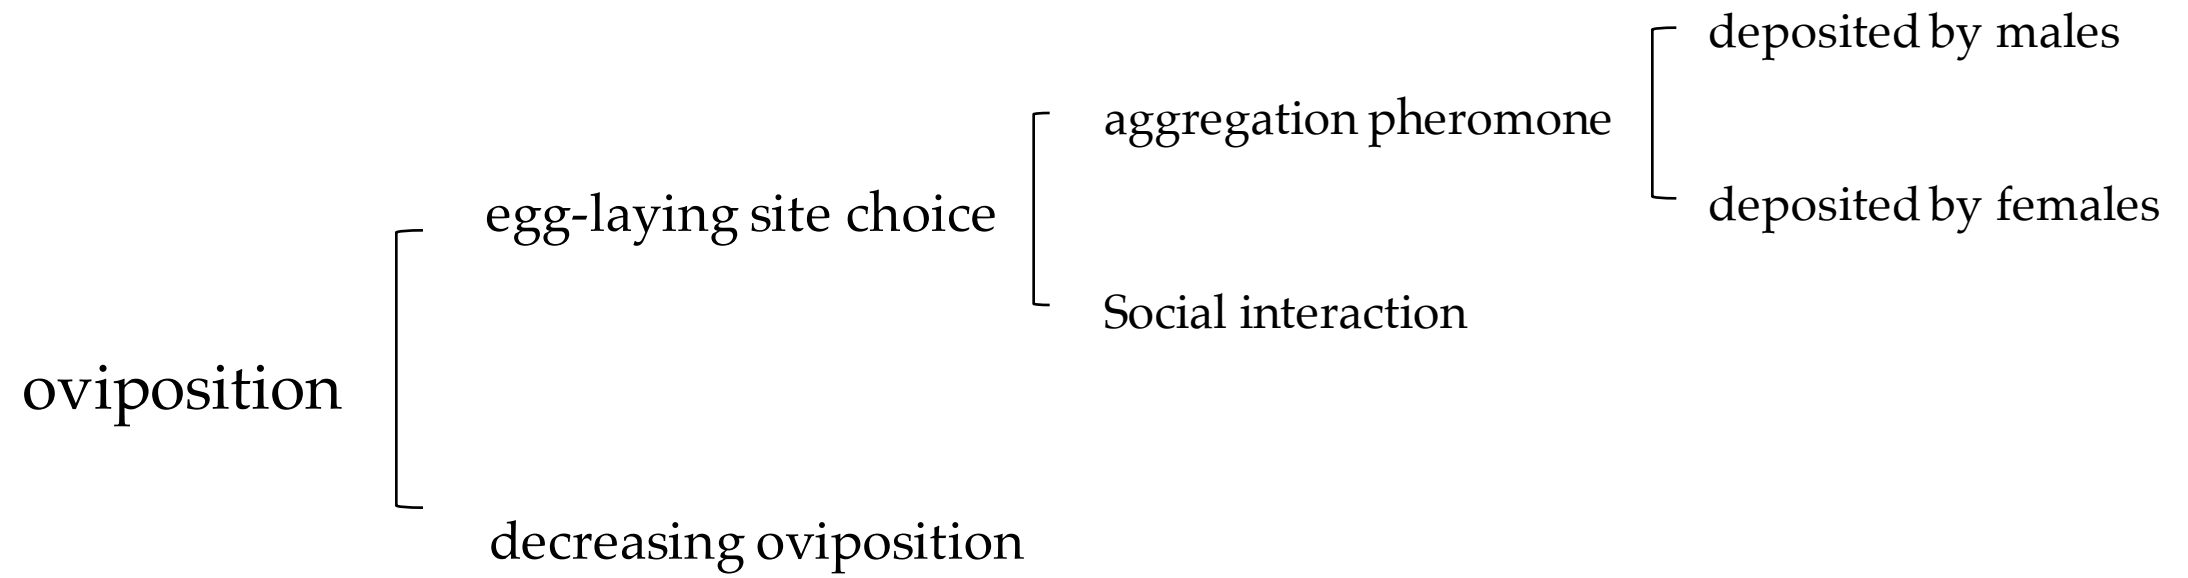 deposited by males
aggregation pheromone
deposited by females
egg-laying site choice
Social interaction
oviposition
decreasing oviposition